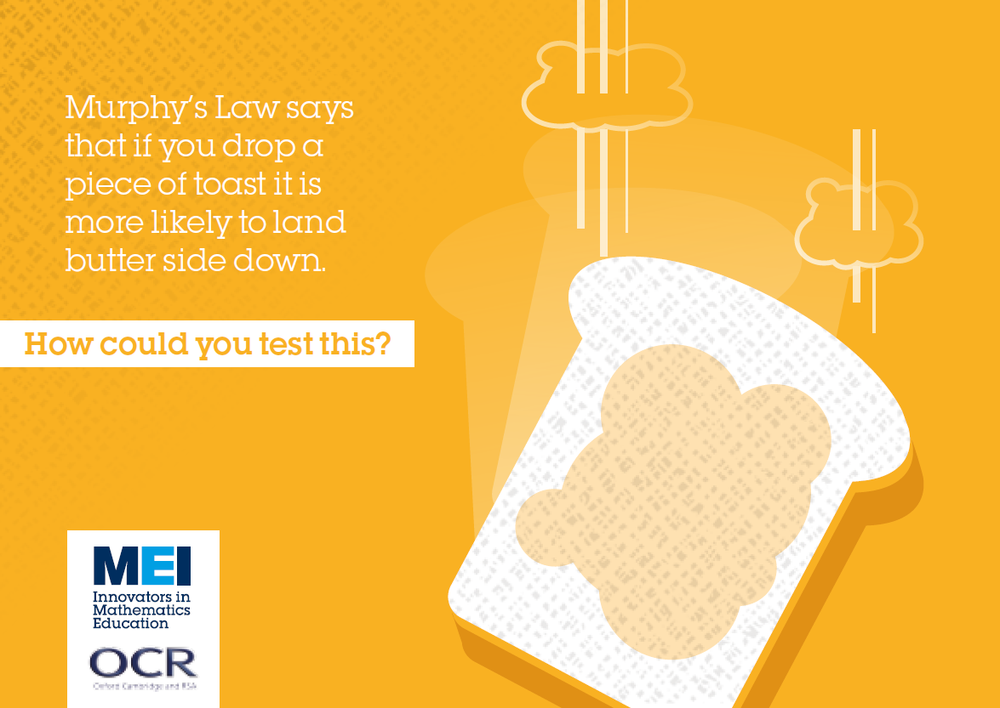 Murphy's Law says
that if you drop a
piece of toast it is
more likely to land
butter side down.
How could you test this?
MEI
Innovators in
Mathematics
Education
OCR
Oxford Cambridge and RSA